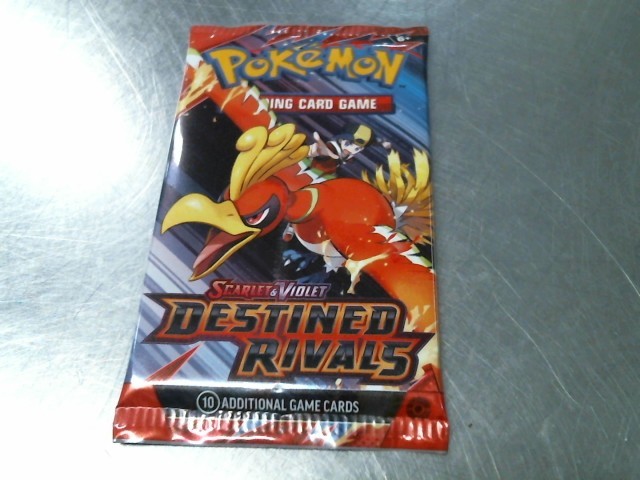 POKéMON
ING CARD GAME
SCARLET & VIOLET
DESTINED
RIVALS
10 ADDITIONAL GAME CARDS